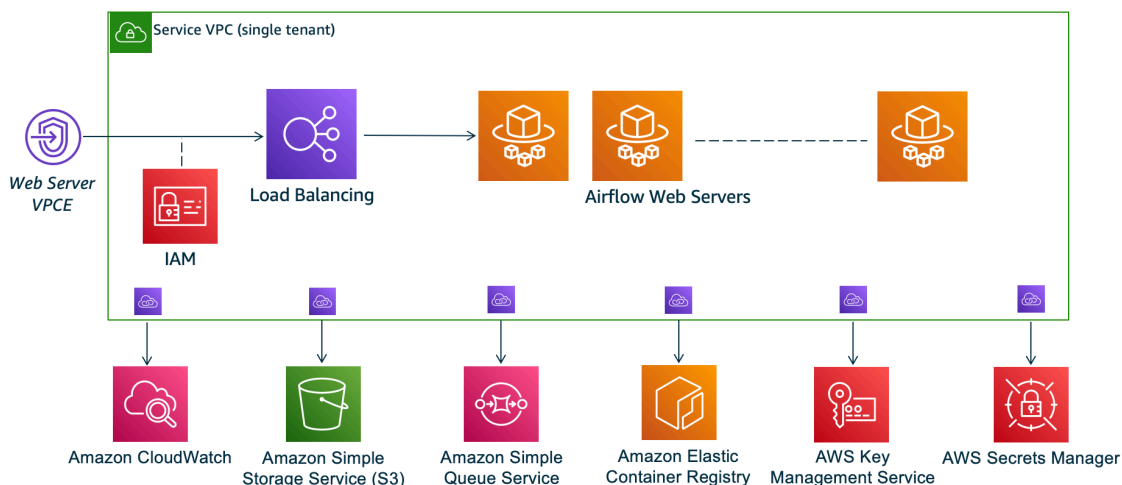 Service VPC (single tenant)
Web Server
VPCE
Load Balancing
Airflow Web Servers
IAM
Amazon CloudWatch
Amazon Simple
Storage Service (S3)
Amazon Simple
Queue Service
Amazon Elastic
Container Registry
AWS Key
Management Service
AWS Secrets Manager